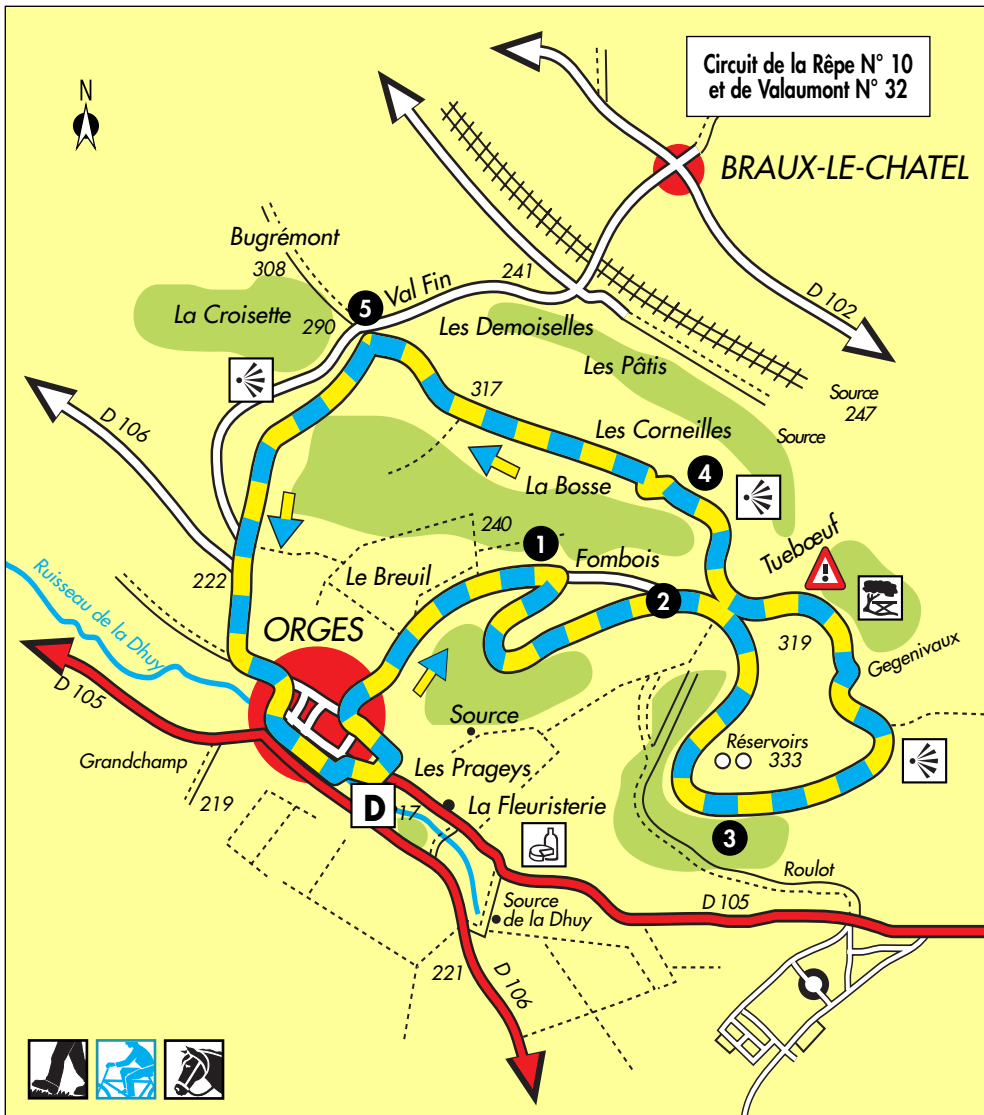 Circuit de la Rêpe N° 10
et de Valaumont N° 32
N
BRAUX-LE-CHATEL
Bugrémont
308
Val Fin
241
D 102
La Croisette
290
5
Les Demoiselles
Les Pâtis
Source
247
317
D 106
Les Corneilles
Source
4
La Bosse
240
1
Fombois
Tuebœuf
Ruisseau de la Dhuy
222
Le Breuil
2
ORGES
319
Gegenivaux
D 105
Source
Réservoirs
333
Grandchamp
Les Prageys
219
D
17
La Fleuristerie
3
Roulot
Source
de la Dhuy
D 105
221
D 106